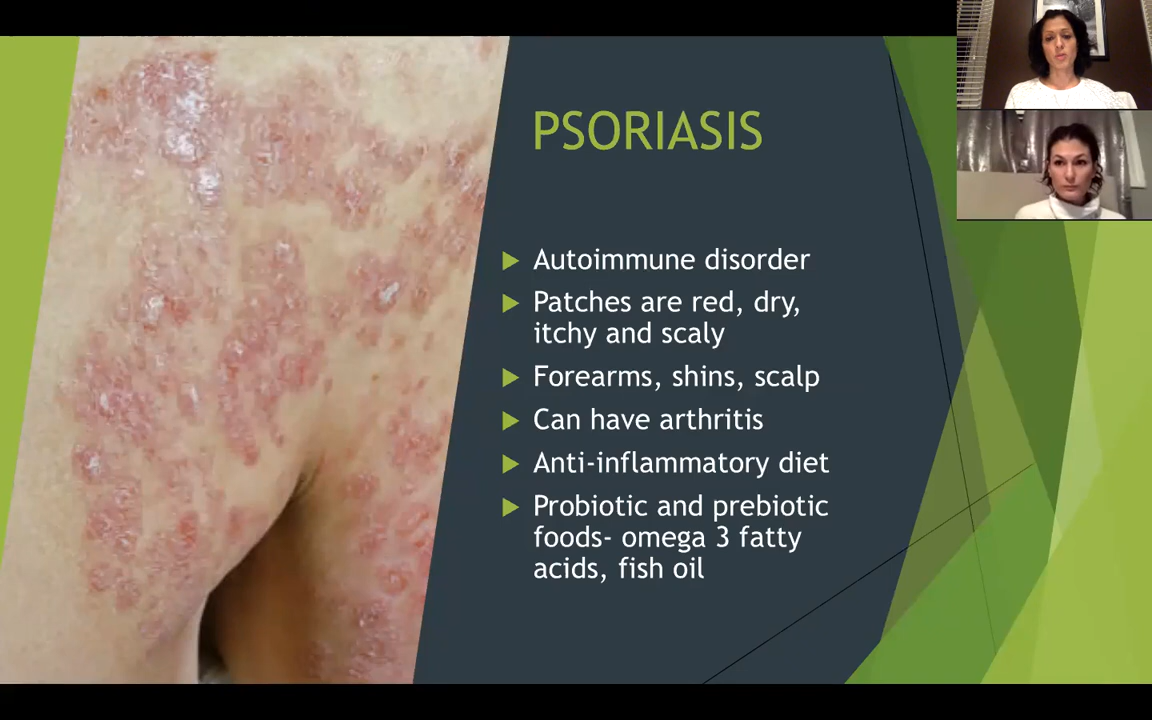 PSORIASIS
Autoimmune disorder
Patches are red, dry,
itchy and scaly
Forearms, shins, scalp
Can have arthritis
Anti-inflammatory diet
Probiotic and prebiotic
foods- omega 3 fatty
acids, fish oil